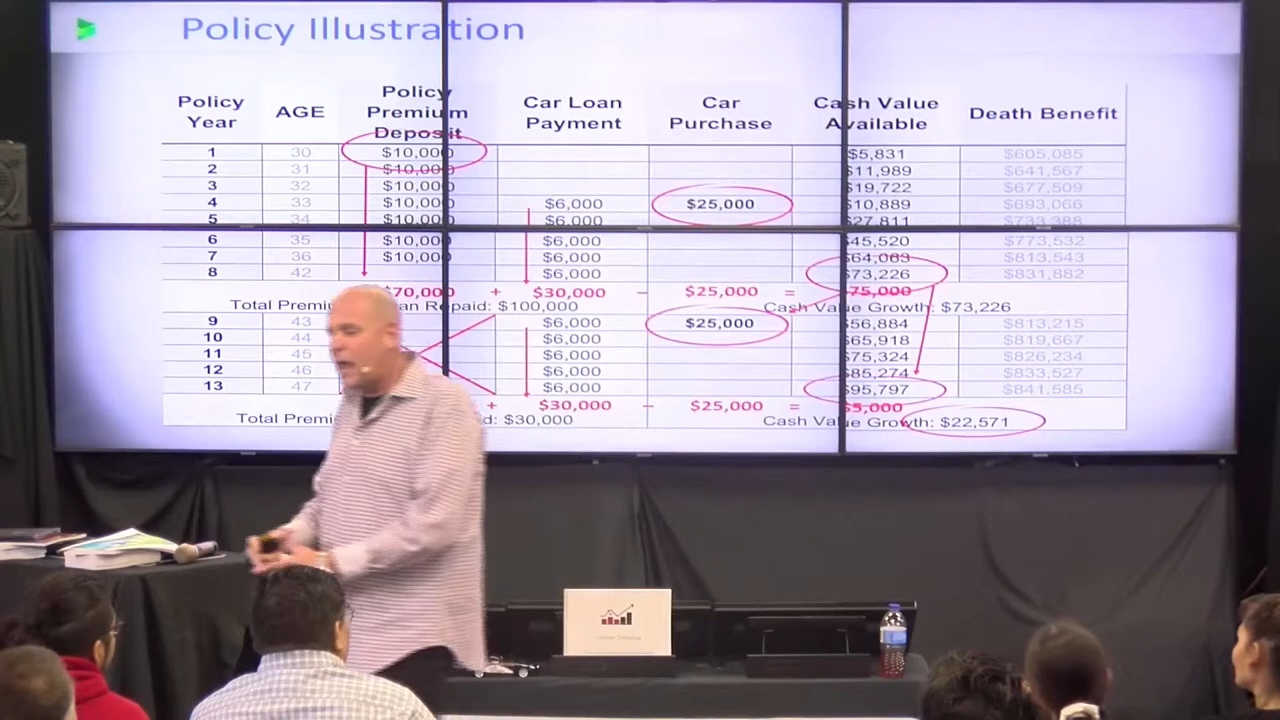 Policy Illustration
Policy Year AGE Policy Premium Deposit Car Loan Payment Car Purchase Cash Value Available Death Benefit
1 30 $10,000 $5,831 $605,085
2 31 $10,000 $11,989 $641,567
3 32 $10,000 $19,722 $677,509
4 33 $10,000 $6,000 $25,000 $10,889 $693,066
5 34 $10,000 $6,000 $27,811 $733,388
6 35 $10,000 $6,000 $45,520 $773,532
7 36 $10,000 $6,000 $64,083 $813,543
8 42 $6,000 $73,226 $831,882
$70,000 + $30,000 – $25,000 = 75,000
Total Repaid: $100,000 Cash Value Growth: $73,226
9 43 $6,000 $25,000 $56,884 $813,215
10 44 $6,000 $65,918 $819,667
11 45 $6,000 $75,324 $826,234
12 46 $6,000 $85,274 $833,527
13 47 $6,000 $95,797 $841,585
+ $30,000 – $25,000 = $5,000
Total $30,000 Cash Value Growth: $22,571